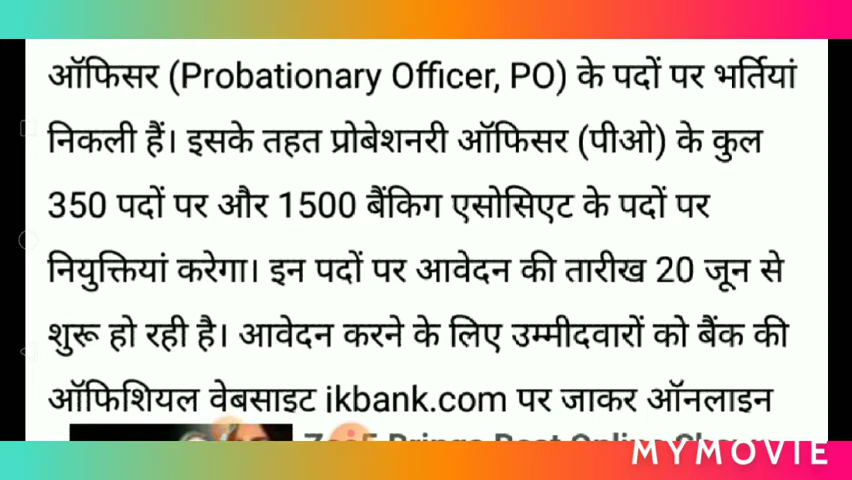 ऑफिसर (Probationary Officer, PO) के पदों पर भर्तियां
निकली हैं। इसके तहत प्रोबेशनरी ऑफिसर (पीओ) के कुल
350 पदों पर और 1500 बैंकिग एसोसिएट के पदों पर
नियुक्तियां करेगा। इन पदों पर आवेदन की तारीख 20 जून से
शुरू हो रही है। आवेदन करने के लिए उम्मीदवारों को बैंक की
ऑफिशियल वेबसाइट jkbank.com पर जाकर ऑनलाइन
MYMOVIE